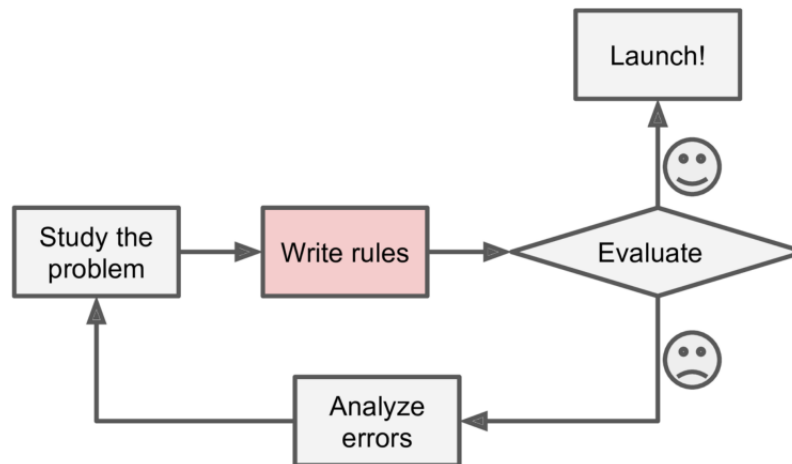 Launch!
Study the
problem
Write rules
Evaluate
Analyze
errors